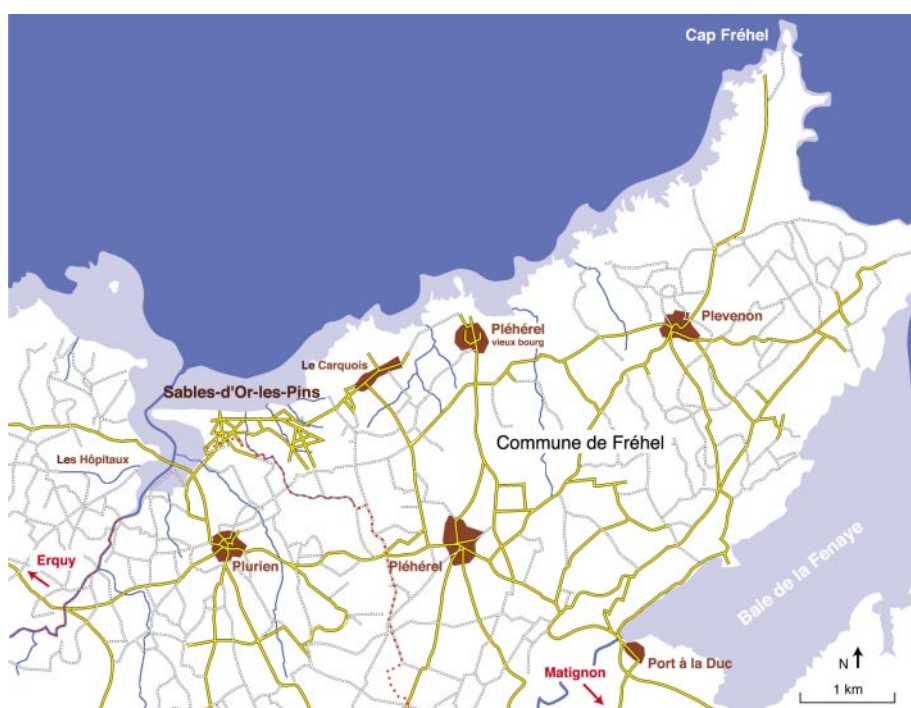 Cap Fréhel
Plevenon
Pléhérel
vieux bourg
Le Carquois
Sables-d'Or-les-Pins
Commune de Fréhel
Les Hôpitaux
Erquy
Plurien
Pléhérel
Baie de la Fenaye
Port à la Duc
Matignon
N
1 km